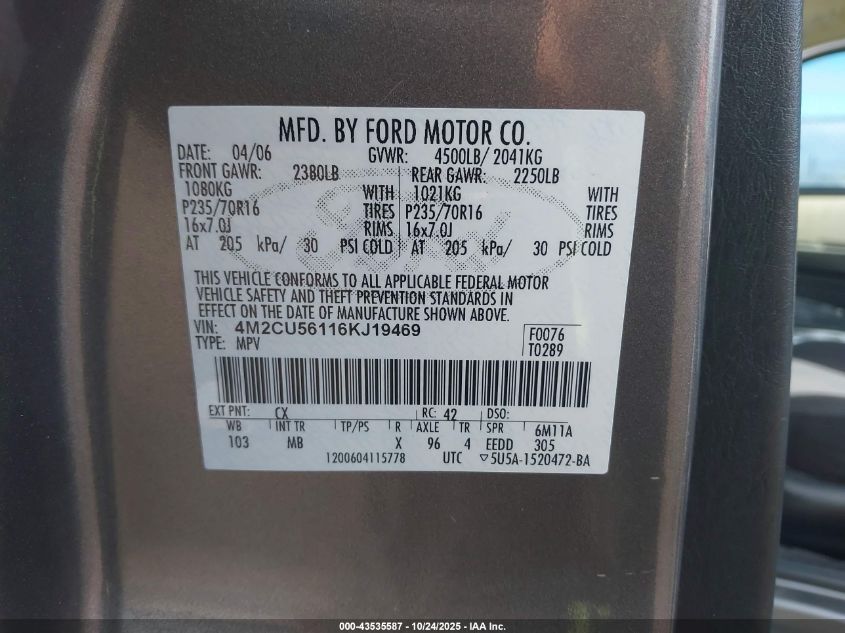 MFD. BY FORD MOTOR CO.
DATE: 04/06 GVWR: 4500LB/ 2041KG
FRONT GAWR: 2380LB REAR GAWR: 2250LB
1080KG WITH 1021KG WITH
P235/70R16 TIRES P235/70R16 TIRES
16x7.0J RIMS 16x7.0J RIMS
AT 205 kPa/ 30 PSI COLD AT 205 kPa/ 30 PSI COLD
THIS VEHICLE CONFORMS TO ALL APPLICABLE FEDERAL MOTOR
VEHICLE SAFETY AND THEFT PREVENTION STANDARDS IN
EFFECT ON THE DATE OF MANUFACTURE SHOWN ABOVE.
VIN: 4M2CU56116KJ19469 F0076
TYPE: MPV T0289
EXT PNT: CX RC: 42 DSO:
WB INT TR TP/PS R AXLE TR SPR 6M11A
103 MB X 96 4 EEDD 305
1200604115778 UTC ▽5U5A-1520472-BA
000-43535587 - 10/24/2025 - IAA Inc.